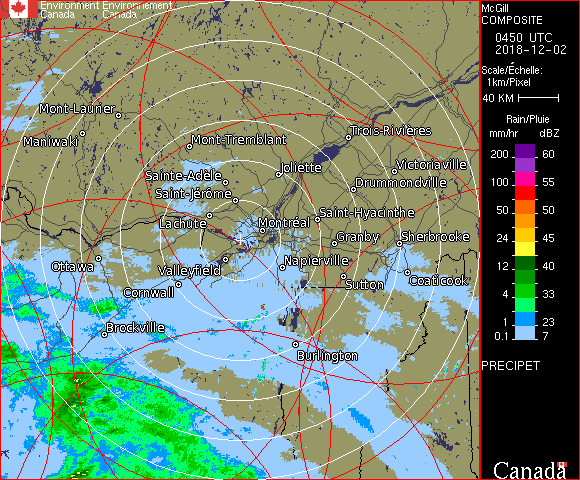 Environment Environnement
Canada Canada
McGill
COMPOSITE
0450 UTC
2018-12-02
Scale/Échelle:
1km/Pixel
40 KM
Rain/Pluie
mm/hr dBZ
200 60
100 55
50 50
24 45
12 40
4 33
1 23
0.1 7
PRECIPET
Mont-Laurier
Maniwaki
Mont-Tremblant
Trois-Rivières
Joliette
Victoriaville
Sainte-Adèle
Drummondville
Saint-Jérôme
Lachute
Saint-Hyacinthe
Montréal
Granby
Sherbrooke
Ottawa
Valleyfield
Napierville
Sutton
Coaticook
Cornwall
Brockville
Burlington
Canada